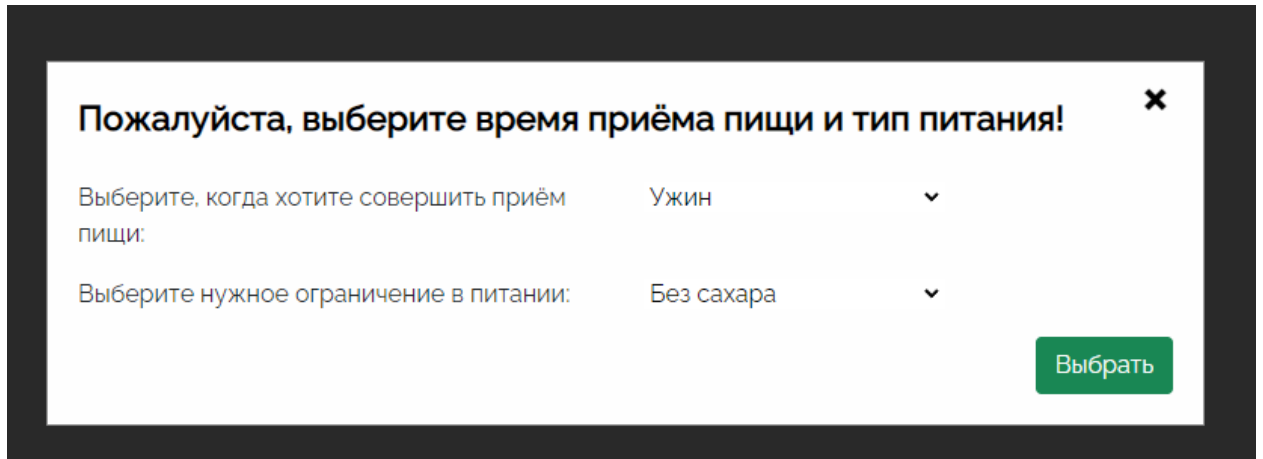 Пожалуйста, выберите время приёма пищи и тип питания!
Выберите, когда хотите совершить приём
пищи:
Ужин
Выберите нужное ограничение в питании:
Без сахара
Выбрать